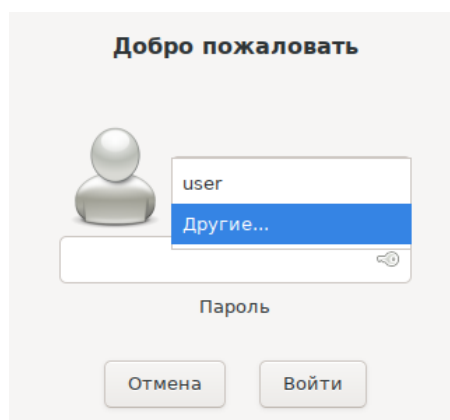 Добро пожаловать
user
Другие...
Пароль
Отмена
Войти